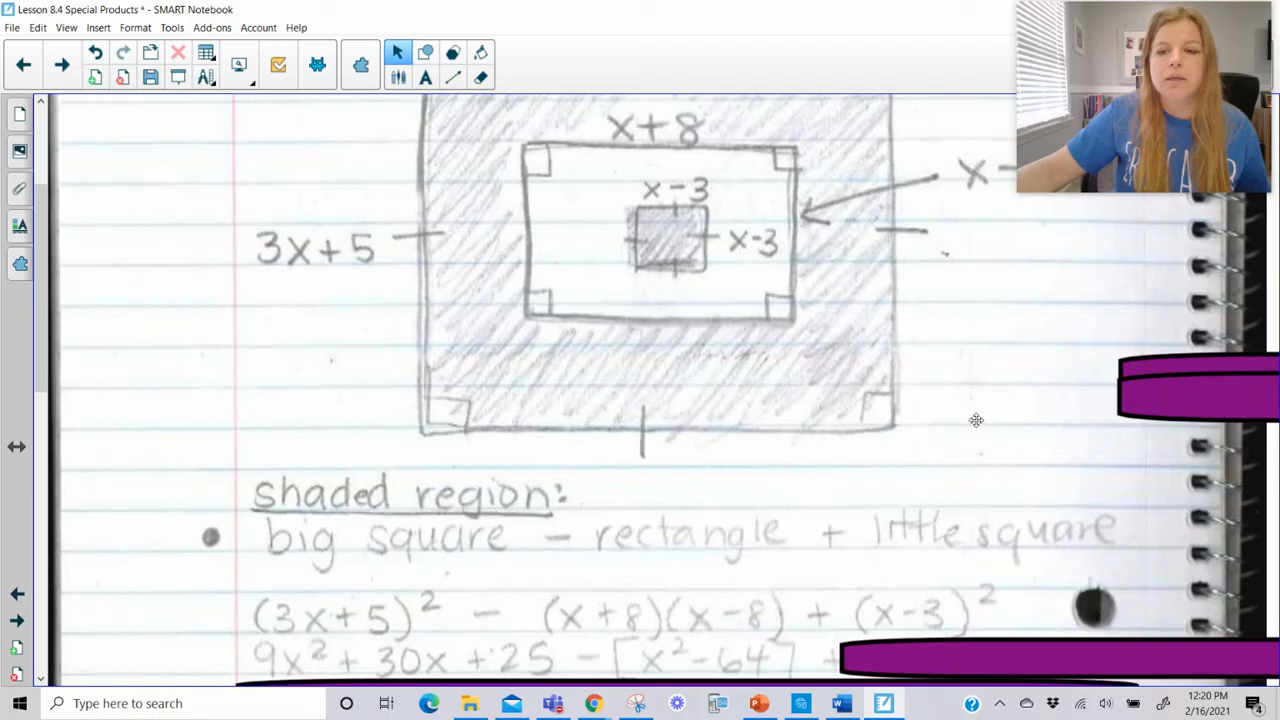 Lesson 8.4 Special Products * - SMART Notebook
File Edit View Insert Format Tools Add-ons Account Help
x+8
x-3
x-
3x+5
x-3
shaded region:
big square - rectangle + little square
(3x+5)² - (x+8)(x-8) + (x-3)²
9x² + 30x + 25 - [x²-64] +
Type here to search
12:20 PM
2/16/2021
4